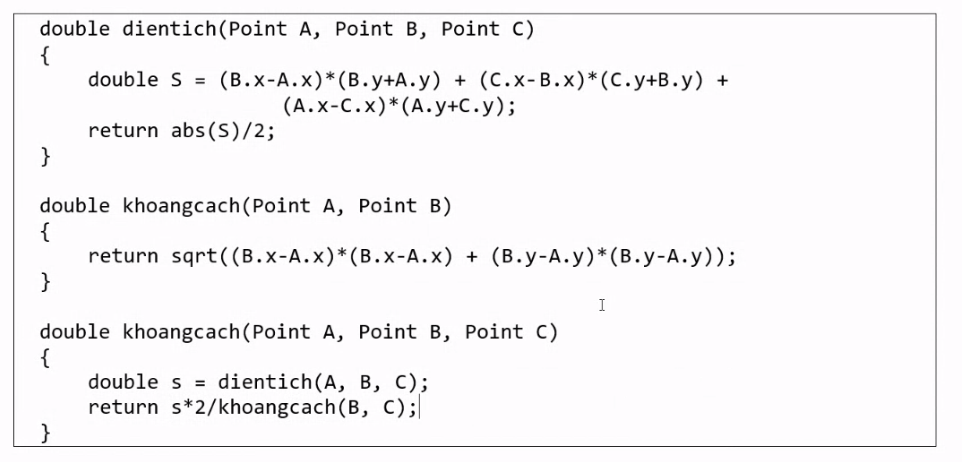 double dientich(Point A, Point B, Point C)
{
    double S = (B.x-A.x)*(B.y+A.y) + (C.x-B.x)*(C.y+B.y) +
                    (A.x-C.x)*(A.y+C.y);
    return abs(S)/2;
}

double khoangcach(Point A, Point B)
{
    return sqrt((B.x-A.x)*(B.x-A.x) + (B.y-A.y)*(B.y-A.y));
}

double khoangcach(Point A, Point B, Point C)
{
    double s = dientich(A, B, C);
    return s*2/khoangcach(B, C);
}